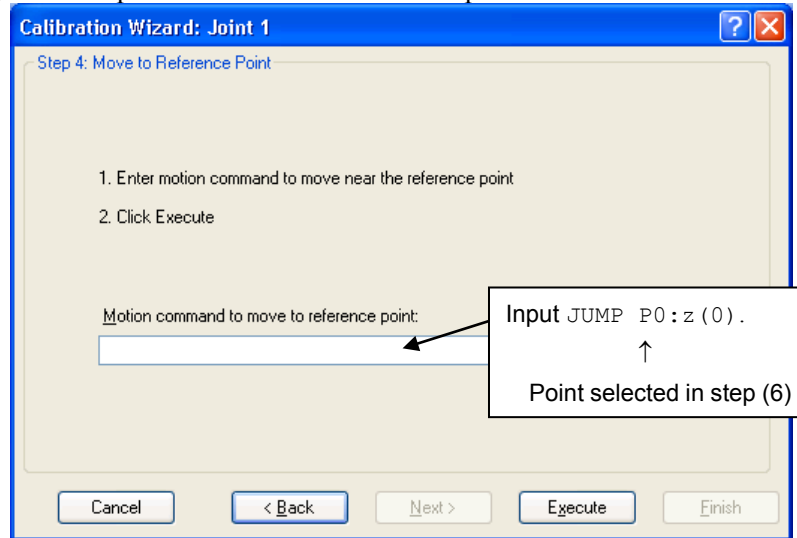 Calibration Wizard: Joint 1
Step 4: Move to Reference Point
1. Enter motion command to move near the reference point
2. Click Execute
Motion command to move to reference point:
Input JUMP P0:z(0).
↑
Point selected in step (6)
Cancel
< Back
Next >
Execute
Finish